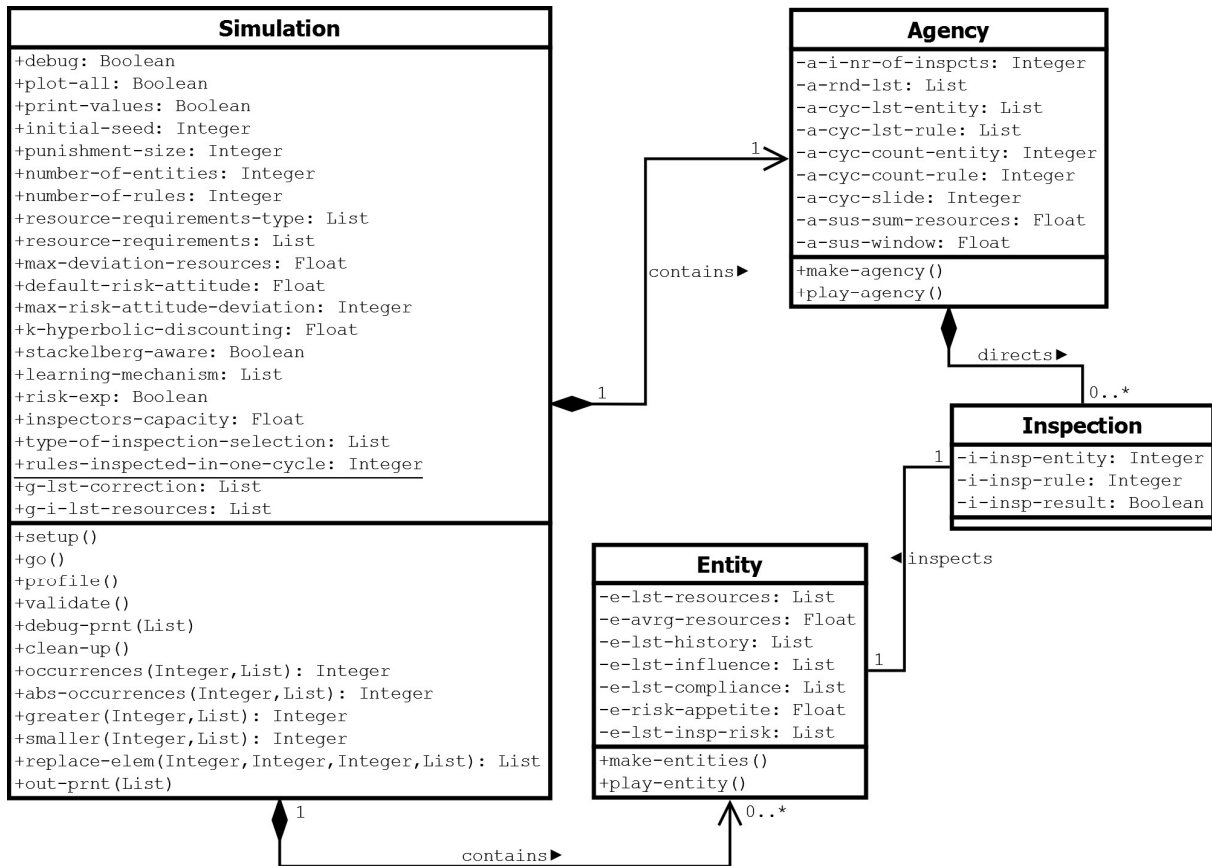 Simulation
+debug: Boolean
+plot-all: Boolean
+print-values: Boolean
+initial-seed: Integer
+punishment-size: Integer
+number-of-entities: Integer
+number-of-rules: Integer
+resource-requirements-type: List
+resource-requirements: List
+max-deviation-resources: Float
+default-risk-attitude: Float
+max-risk-attitude-deviation: Integer
+k-hyperbolic-discounting: Float
+stackelberg-aware: Boolean
+learning-mechanism: List
+risk-exp: Boolean
+inspectors-capacity: Float
+type-of-inspection-selection: List
+rules-inspected-in-one-cycle: Integer
+g-lst-correction: List
+g-i-lst-resources: List
+setup()
+go()
+profile()
+validate()
+debug-prnt(List)
+clean-up()
+occurrences(Integer,List): Integer
+abs-occurrences(Integer,List): Integer
+greater(Integer,List): Integer
+smaller(Integer,List): Integer
+replace-elem(Integer,Integer,Integer,List): List
+out-prnt(List)
1
contains►
1
Agency
-a-i-nr-of-inspcts: Integer
-a-rnd-lst: List
-a-cyc-lst-entity: List
-a-cyc-lst-rule: List
-a-cyc-count-entity: Integer
-a-cyc-count-rule: Integer
-a-cyc-slide: Integer
-a-sus-sum-resources: Float
-a-sus-window: Float
+make-agency()
+play-agency()
directs►
0..*
Inspection
-i-insp-entity: Integer
-i-insp-rule: Integer
-i-insp-result: Boolean
1
◄inspects
1
Entity
-e-lst-resources: List
-e-avrg-resources: Float
-e-lst-history: List
-e-lst-influence: List
-e-lst-compliance: List
-e-risk-appetite: Float
-e-lst-insp-risk: List
+make-entities()
+play-entity()
0..*
1
contains►